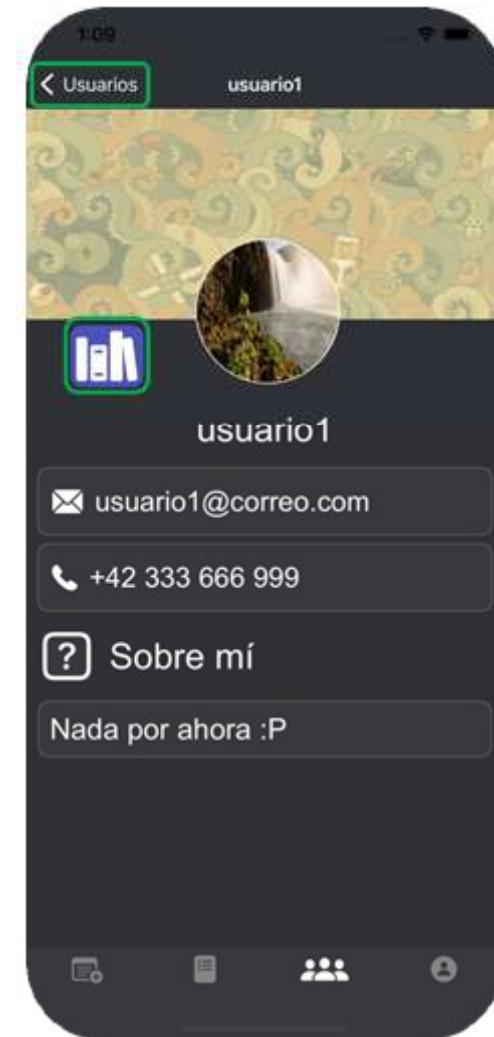 1:09
Usuarios
usuario1
usuario1
usuario1@correo.com
+42 333 666 999
? Sobre mí
Nada por ahora :P